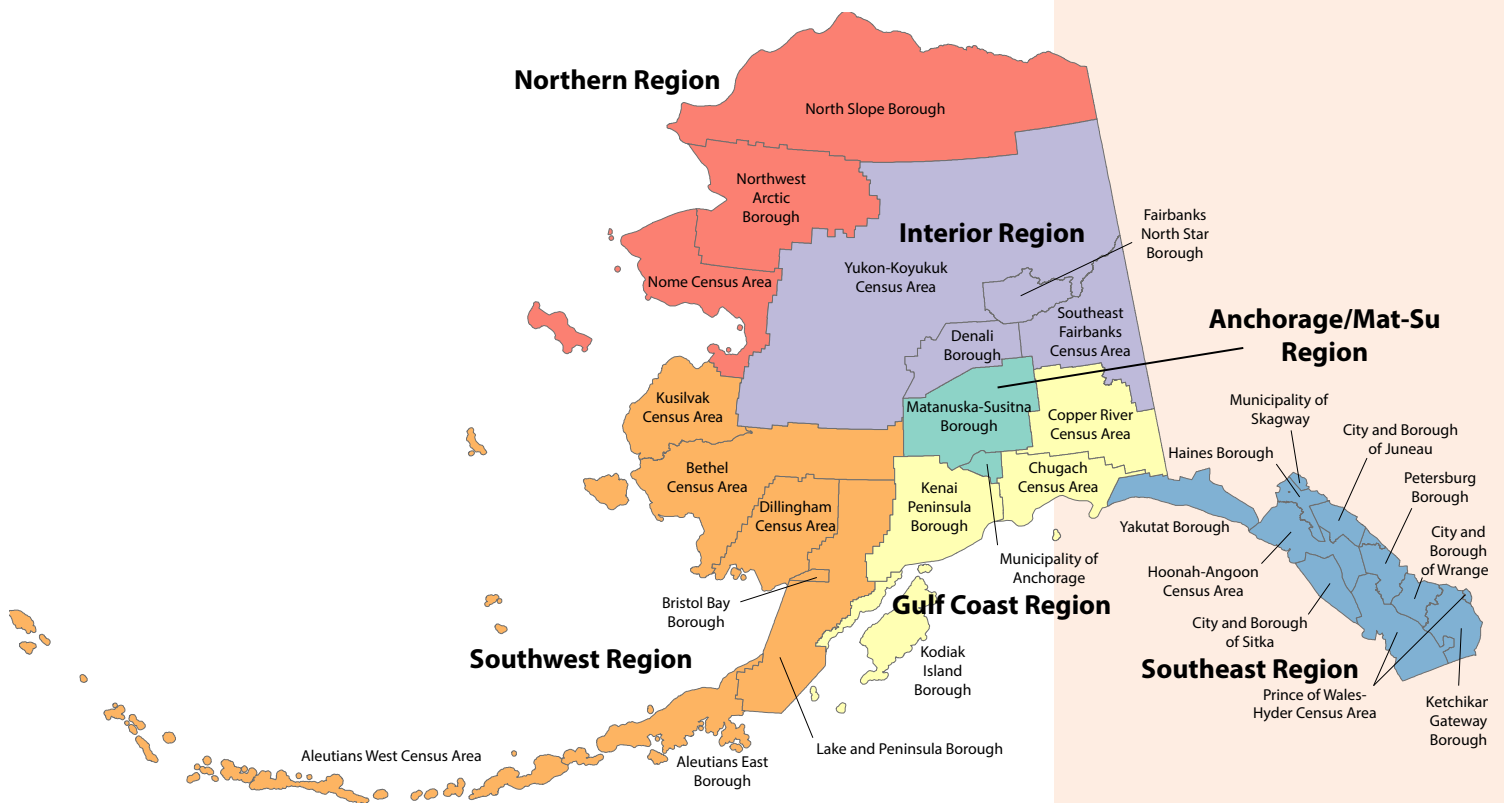 Northern Region
North Slope Borough
Northwest
Arctic
Borough
Nome Census Area
Interior Region
Yukon-Koyukuk
Census Area
Fairbanks
North Star
Borough
Denali
Borough
Southeast
Fairbanks
Census Area
Anchorage/Mat-Su
Region
Matanuska-Susitna
Borough
Municipality of
Anchorage
Kusilvak
Census Area
Bethel
Census Area
Dillingham
Census Area
Bristol Bay
Borough
Southwest Region
Lake and Peninsula Borough
Aleutians East
Borough
Aleutians West Census Area
Copper River
Census Area
Chugach
Census Area
Kenai
Peninsula
Borough
Gulf Coast Region
Kodiak
Island
Borough
Municipality of
Skagway
Haines Borough
City and Borough
of Juneau
Petersburg
Borough
City and
Borough
of Wrange
Yakutat Borough
Hoonah-Angoon
Census Area
City and Borough
of Sitka
Southeast Region
Prince of Wales-
Hyder Census Area
Ketchikan
Gateway
Borough